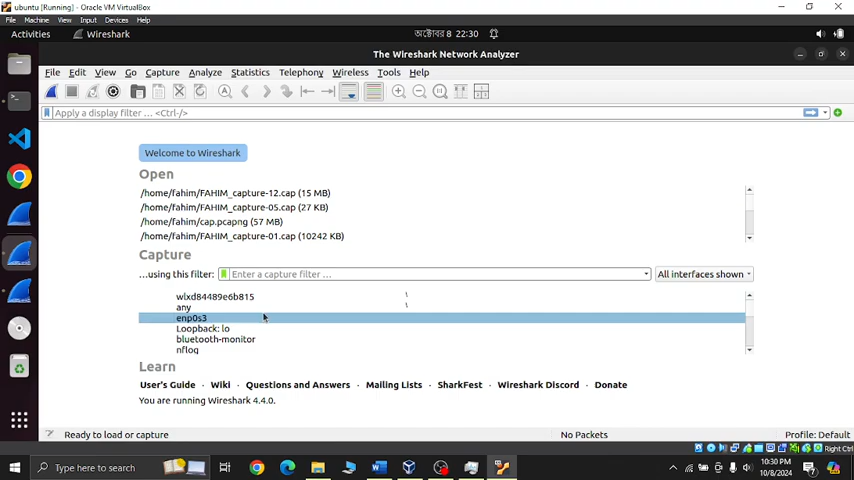 ubuntu [Running] - Oracle VM VirtualBox
File Machine View Input Devices Help
Activities Wireshark অক্টোবর 8 22:30
The Wireshark Network Analyzer
File Edit View Go Capture Analyze Statistics Telephony Wireless Tools Help
Apply a display filter … <Ctrl-/>
Welcome to Wireshark
Open
/home/fahim/FAHIM_capture-12.cap (15 MB)
/home/fahim/FAHIM_capture-05.cap (27 KB)
/home/fahim/cap.pcapng (57 MB)
/home/fahim/FAHIM_capture-01.cap (10242 KB)
Capture
…using this filter: Enter a capture filter … All interfaces shown
wlxd84489e6b815
any
enp0s3
Loopback: lo
bluetooth-monitor
nflog
Learn
User's Guide · Wiki · Questions and Answers · Mailing Lists · SharkFest · Wireshark Discord · Donate
You are running Wireshark 4.4.0.
Ready to load or capture No Packets Profile: Default
Right Ctrl
Type here to search
10:30 PM
10/8/2024